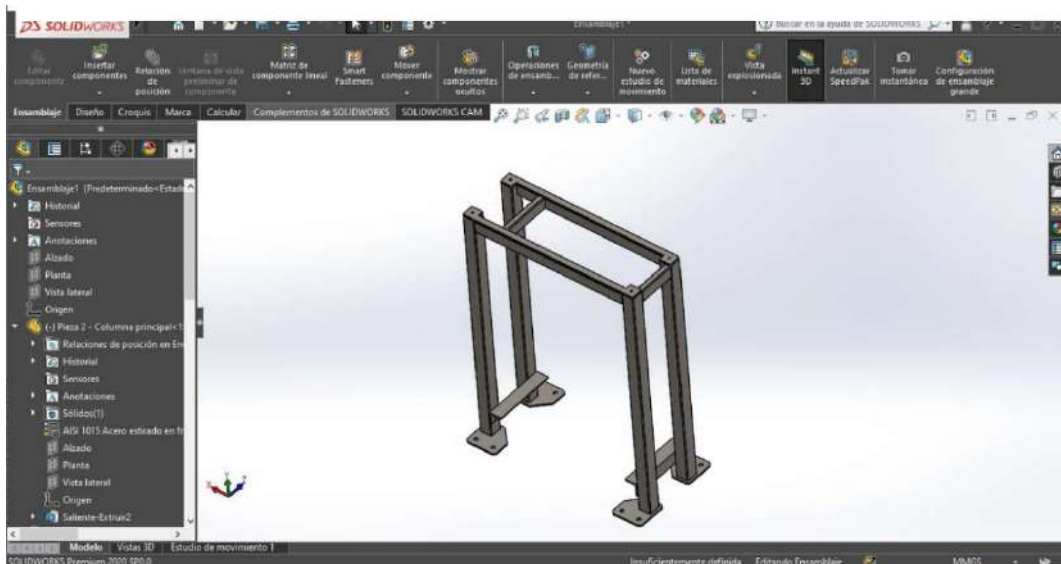 DS SOLIDWORKS
Ensamblaje1 *
Buscar en la ayuda de SOLIDWORKS
Editar componente
Insertar componentes
Relación de posición
Ventana de vista preliminar de componente
Matriz de componente lineal
Smart Fasteners
Mover componente
Mostrar componentes ocultos
Operaciones de ensamb...
Geometría de refer...
Nuevo estudio de movimiento
Lista de materiales
Vista explosionada
Instant 3D
Actualizar SpeedPak
Tomar instantánea
Configuración de ensamblaje grande
Ensamblaje Diseño Croquis Marca Calcular Complementos de SOLIDWORKS SOLIDWORKS CAM
Ensamblaje1 (Predeterminado<Estado
Historial
Sensores
Anotaciones
Alzado
Planta
Vista lateral
Origen
(-) Pieza 2 - Columna principal<1
Relaciones de posición en En
Historial
Sensores
Anotaciones
Sólidos(1)
AISI 1015 Acero estirado en fr
Alzado
Planta
Vista lateral
Origen
Saliente-Extruir2
Modelo Vistas 3D Estudio de movimiento 1
SOLIDWORKS Premium 2020 SP0.0 Insuficientemente definida Editando Ensamblaje MMGS